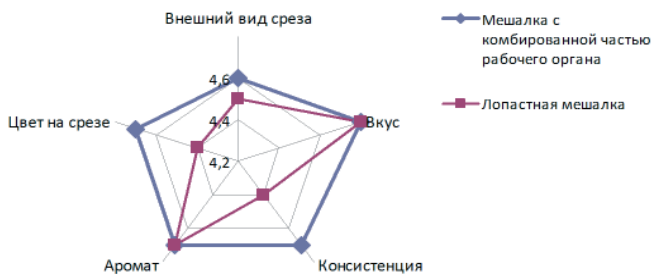 Внешний вид среза
4,6
4,4
4,2
Вкус
Консистенция
Аромат
Цвет на срезе
Мешалка с
комбированной частью
рабочего органа
Лопастная мешалка